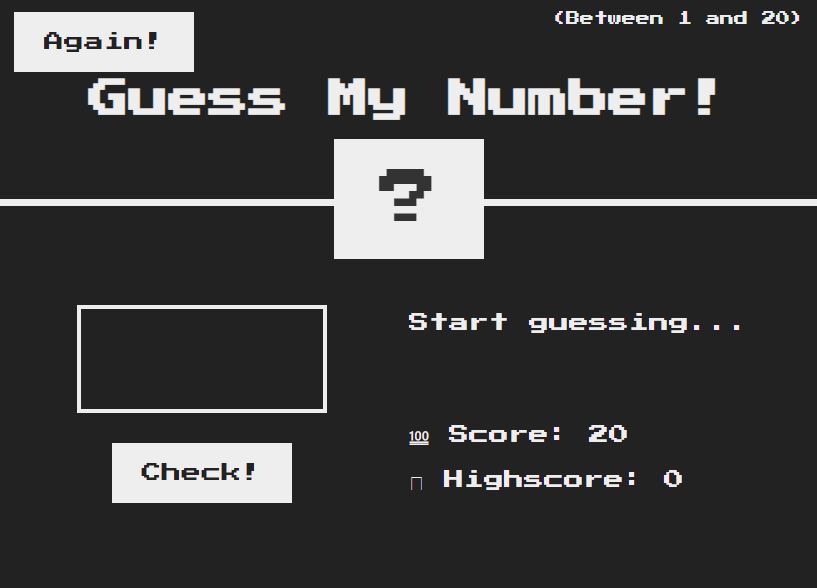 Again!
(Between 1 and 20)
Guess My Number!
?
Start guessing...
Check!
💯 Score: 20
Highscore: 0